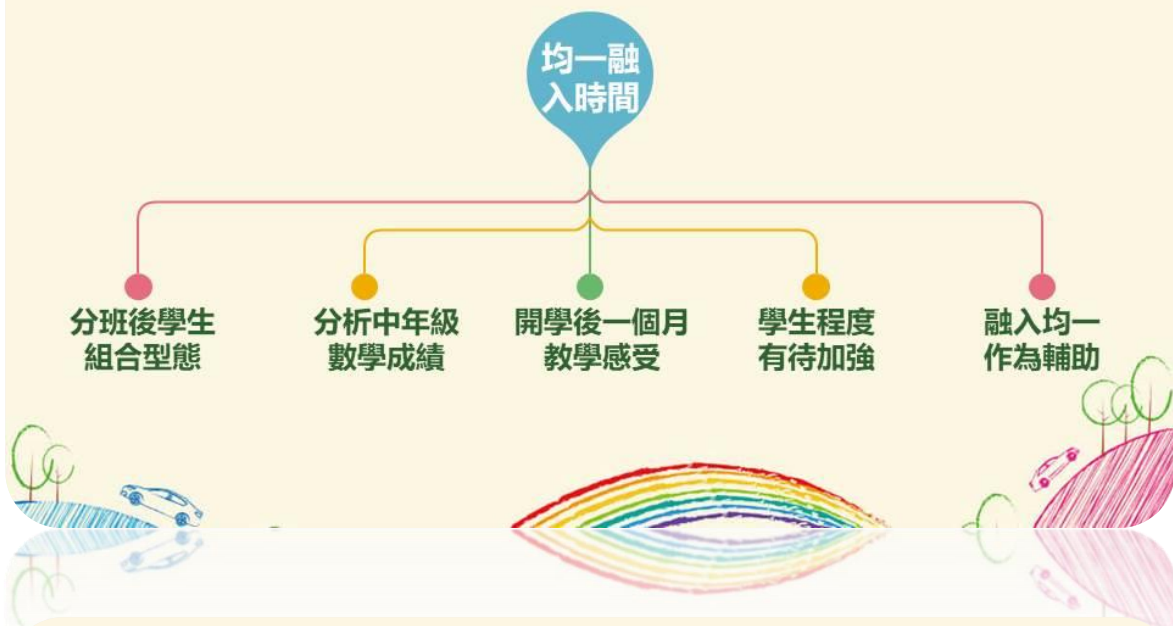 均一融
入時間
分班後學生
組合型態
分析中年級
數學成績
開學後一個月
教學感受
學生程度
有待加強
融入均一
作為輔助